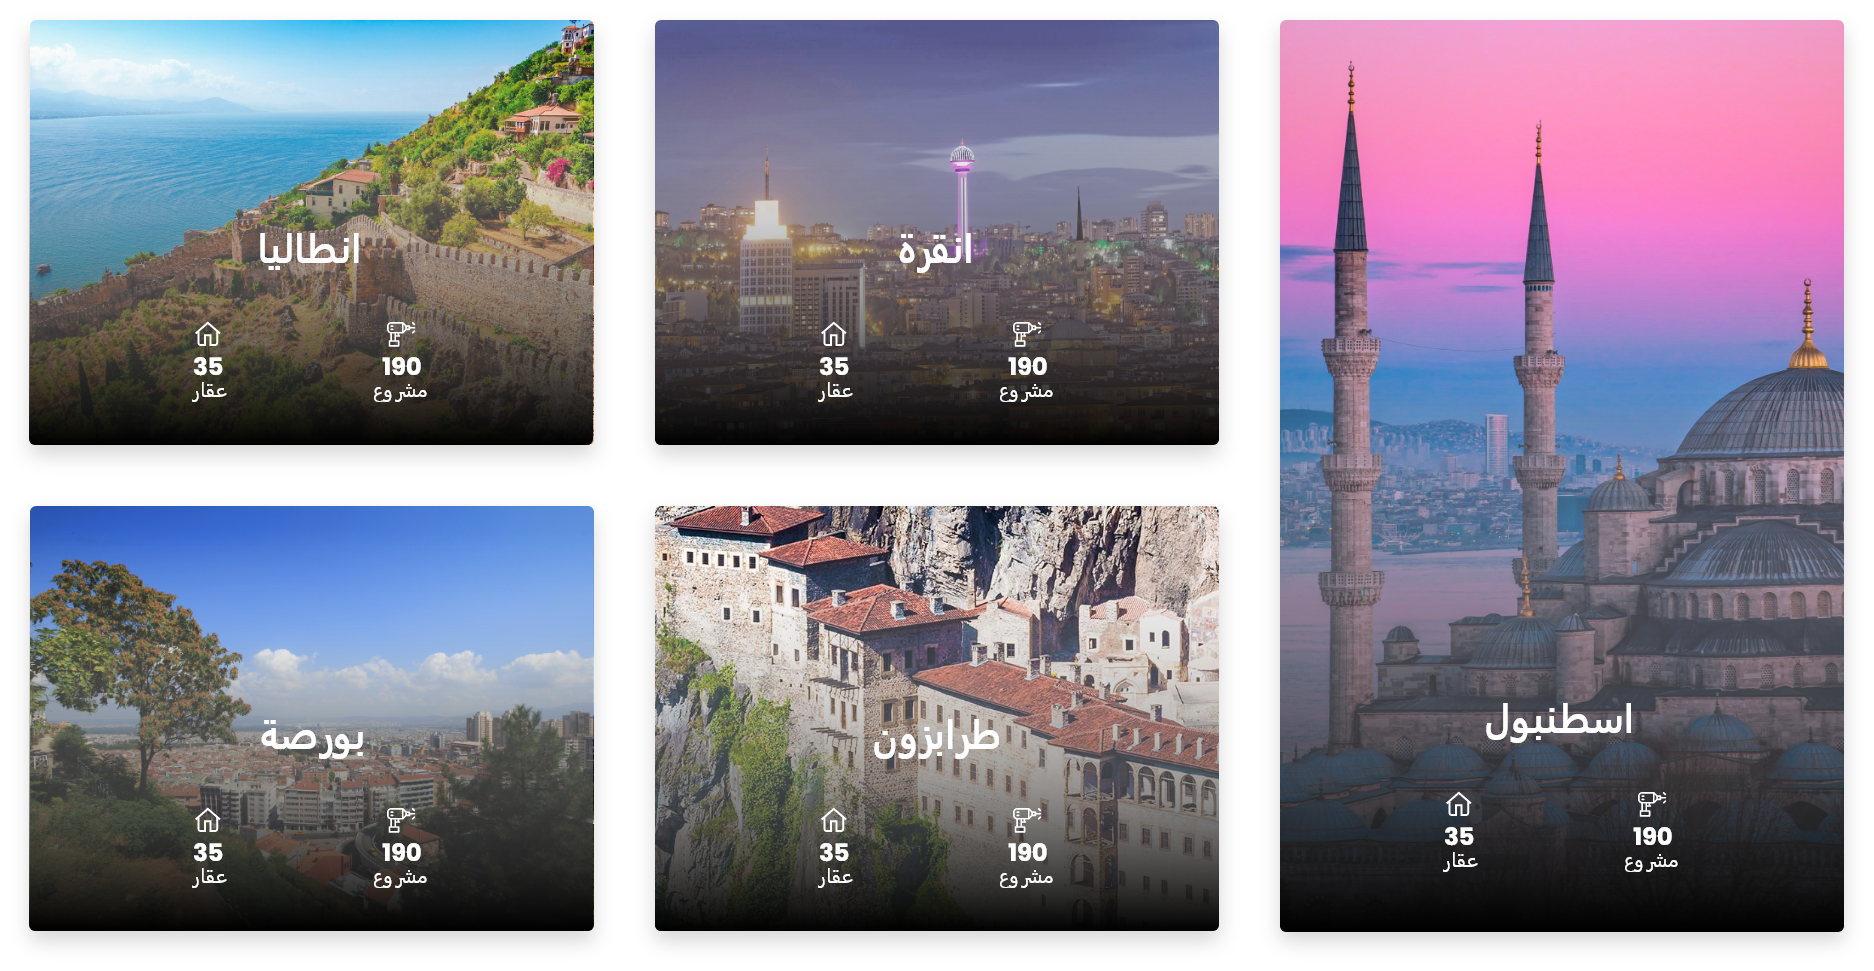 اسطنبول
190
مشروع
35
عقار
انقرة
190
مشروع
35
عقار
انطاليا
190
مشروع
35
عقار
طرابزون
190
مشروع
35
عقار
بورصة
190
مشروع
35
عقار